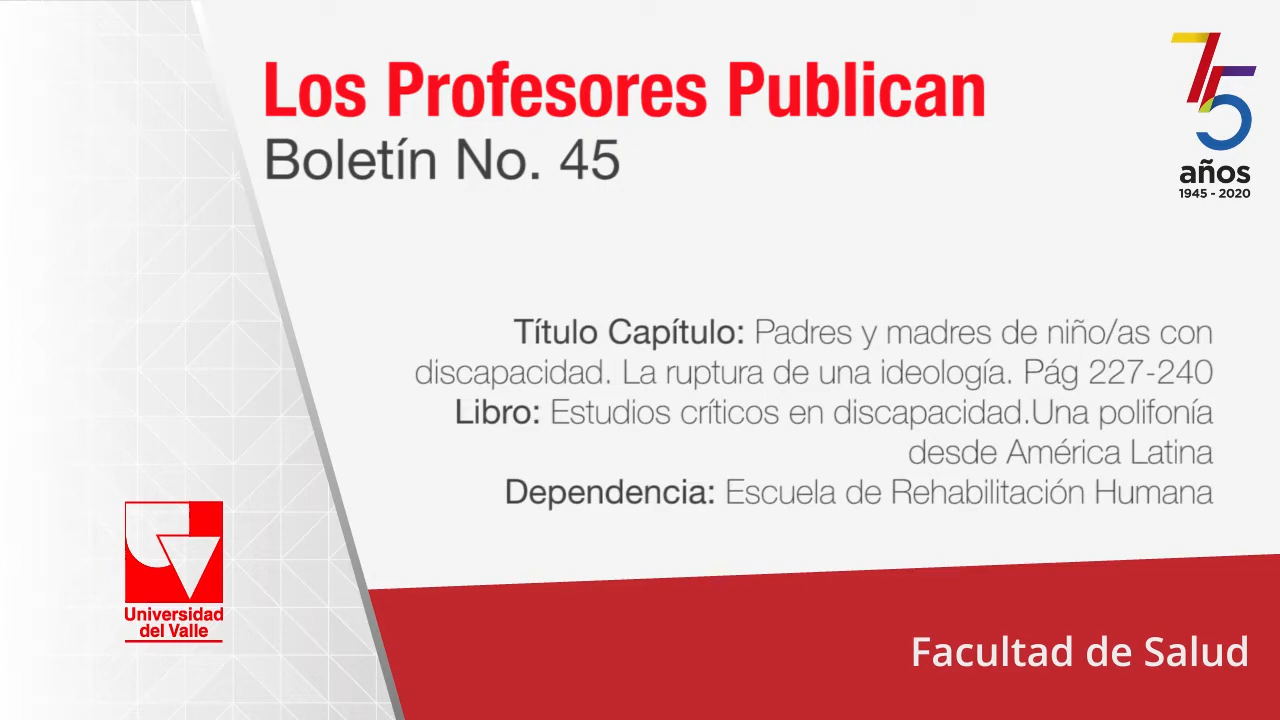 Los Profesores Publican
Boletín No. 45
75
años
1945 - 2020
Título Capítulo: Padres y madres de niño/as con
discapacidad. La ruptura de una ideología. Pág 227-240
Libro: Estudios críticos en discapacidad.Una polifonía
desde América Latina
Dependencia: Escuela de Rehabilitación Humana
Universidad
del Valle
Facultad de Salud